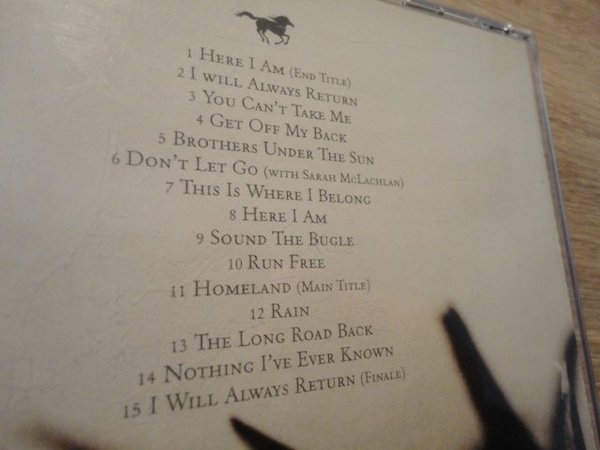 1 Here I Am (End Title)
2 I will Always Return
3 You Can't Take Me
4 Get Off My Back
5 Brothers Under The Sun
6 Don't Let Go (with Sarah McLachlan)
7 This Is Where I Belong
8 Here I Am
9 Sound The Bugle
10 Run Free
11 Homeland (Main Title)
12 Rain
13 The Long Road Back
14 Nothing I've Ever Known
15 I Will Always Return (Finale)